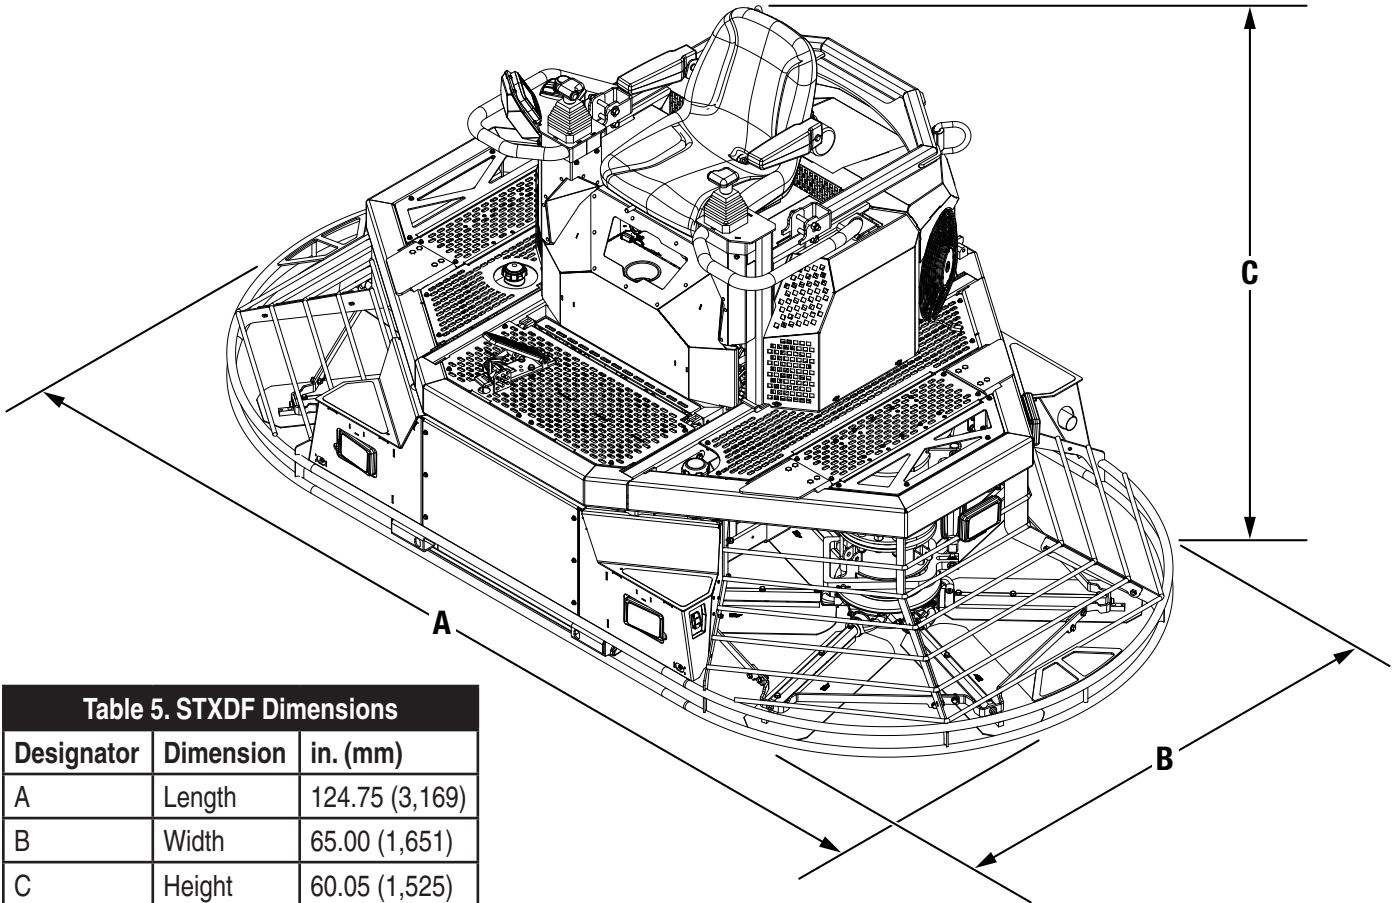 C
A
B
Table 5. STXDF Dimensions
Designator Dimension in. (mm)
A Length 124.75 (3,169)
B Width 65.00 (1,651)
C Height 60.05 (1,525)